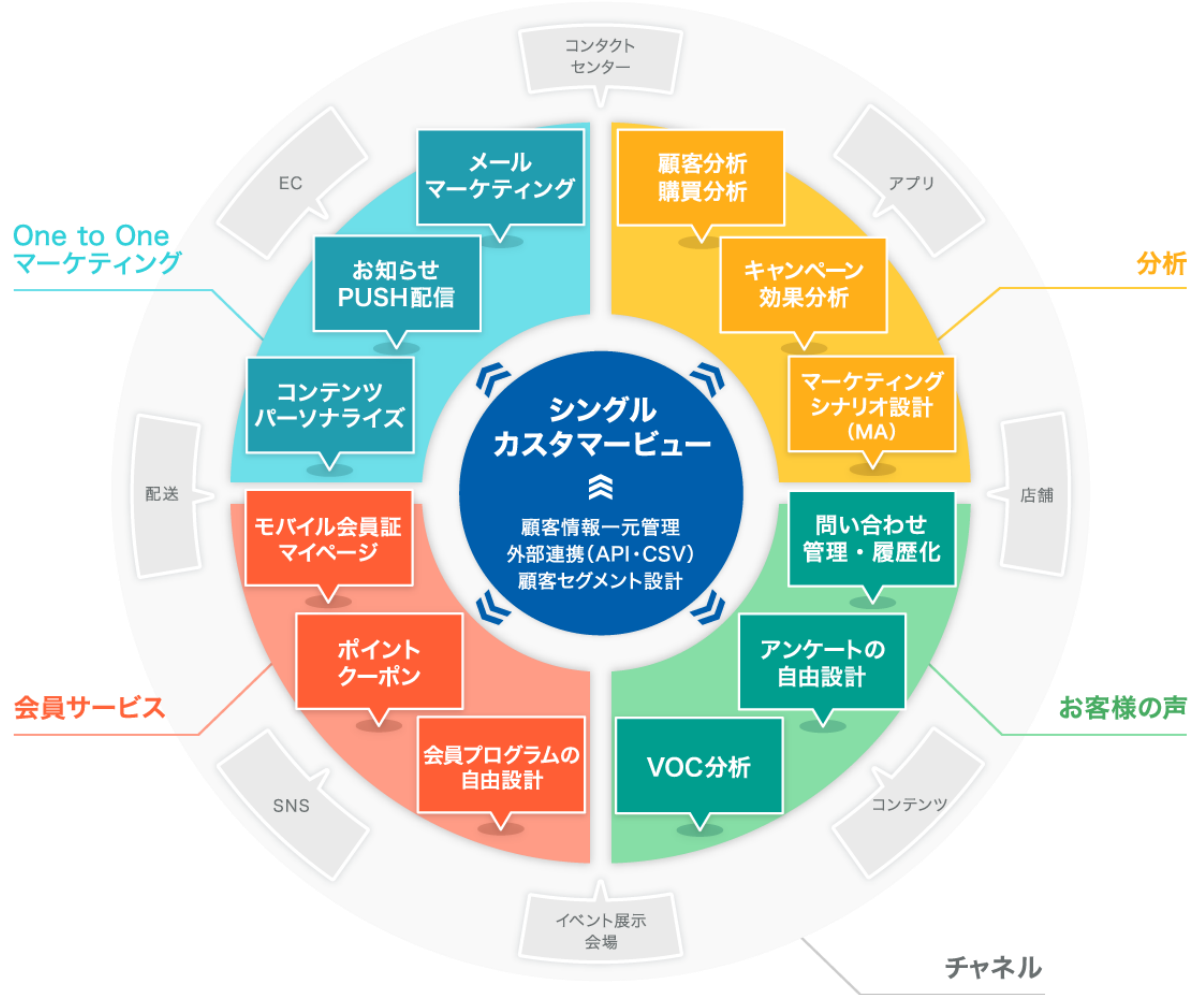 コンタクト
センター
EC
アプリ
メール
マーケティング
顧客分析
購買分析
One to One
マーケティング
分析
お知らせ
PUSH配信
キャンペーン
効果分析
コンテンツ
パーソナライズ
マーケティング
シナリオ設計
(MA)
シングル
カスタマービュー
顧客情報一元管理
外部連携(API・CSV)
顧客セグメント設計
配送
店舗
モバイル会員証
マイページ
問い合わせ
管理・履歴化
ポイント
クーポン
アンケートの
自由設計
会員サービス
お客様の声
会員プログラムの
自由設計
VOC分析
SNS
コンテンツ
イベント展示
会場
チャネル